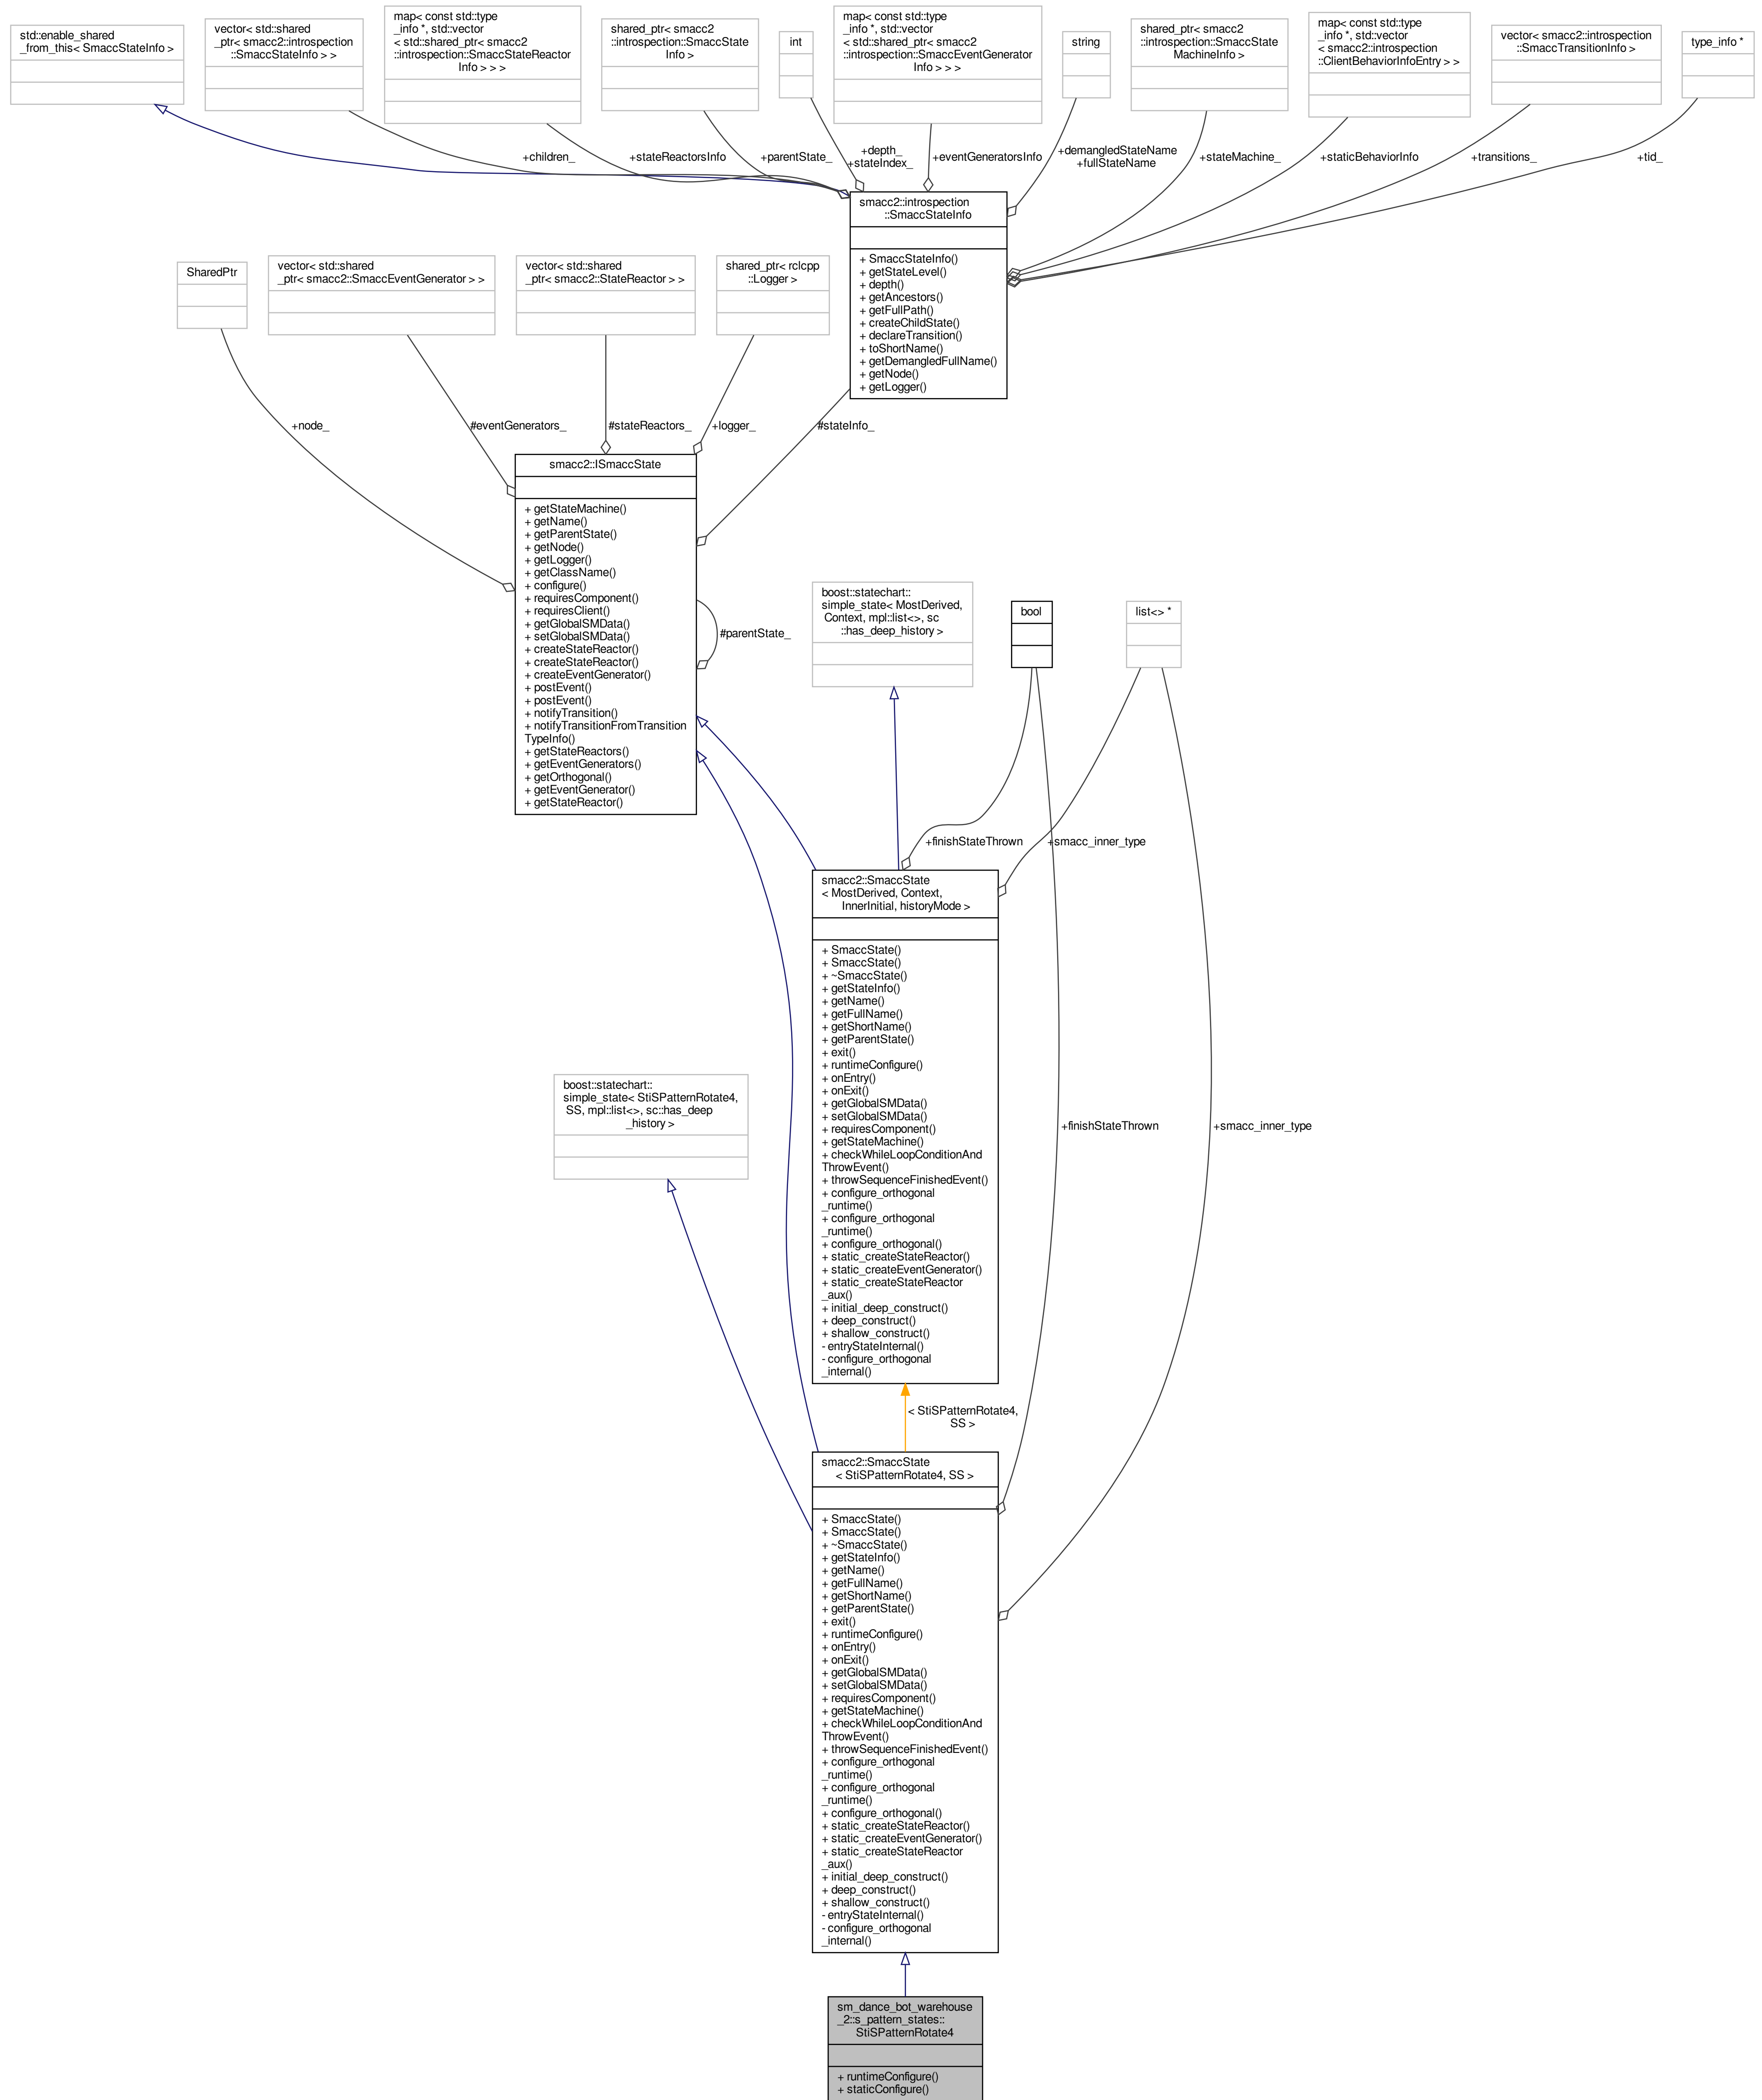 std::enable_shared
_from_this< SmaccStateInfo >
vector< std::shared
_ptr< smacc2::introspection
::SmaccStateInfo > >
map< const std::type
_info *, std::vector
< std::shared_ptr< smacc2
::introspection::SmaccStateReactor
Info > > >
shared_ptr< smacc2
::introspection::SmaccState
Info >
int
map< const std::type
_info *, std::vector
< std::shared_ptr< smacc2
::introspection::SmaccEventGenerator
Info > > >
string
shared_ptr< smacc2
::introspection::SmaccState
MachineInfo >
map< const std::type
_info *, std::vector
< smacc2::introspection
::ClientBehaviorInfoEntry > >
vector< smacc2::introspection
::SmaccTransitionInfo >
type_info *
+children_
+stateReactorsInfo
+parentState_
+depth_
+stateIndex_
+eventGeneratorsInfo
+demangledStateName
+fullStateName
+stateMachine_
+staticBehaviorInfo
+transitions_
+tid_
smacc2::introspection
::SmaccStateInfo
+ SmaccStateInfo()
+ getStateLevel()
+ depth()
+ getAncestors()
+ getFullPath()
+ createChildState()
+ declareTransition()
+ toShortName()
+ getDemangledFullName()
+ getNode()
+ getLogger()
SharedPtr
vector< std::shared
_ptr< smacc2::SmaccEventGenerator > >
vector< std::shared
_ptr< smacc2::StateReactor > >
shared_ptr< rclcpp
::Logger >
+node_
#eventGenerators_
#stateReactors_
+logger_
#stateInfo_
smacc2::ISmaccState
+ getStateMachine()
+ getName()
+ getParentState()
+ getNode()
+ getLogger()
+ getClassName()
+ configure()
+ requiresComponent()
+ requiresClient()
+ getGlobalSMData()
+ setGlobalSMData()
+ createStateReactor()
+ createStateReactor()
+ createEventGenerator()
+ postEvent()
+ postEvent()
+ notifyTransition()
+ notifyTransitionFromTransition
TypeInfo()
+ getStateReactors()
+ getEventGenerators()
+ getOrthogonal()
+ getEventGenerator()
+ getStateReactor()
#parentState_
boost::statechart::
simple_state< MostDerived,
Context, mpl::list<>, sc
::has_deep_history >
bool
list<> *
+finishStateThrown
+smacc_inner_type
smacc2::SmaccState
< MostDerived, Context,
InnerInitial, historyMode >
+ SmaccState()
+ SmaccState()
+ ~SmaccState()
+ getStateInfo()
+ getName()
+ getFullName()
+ getShortName()
+ getParentState()
+ exit()
+ runtimeConfigure()
+ onEntry()
+ onExit()
+ getGlobalSMData()
+ setGlobalSMData()
+ requiresComponent()
+ getStateMachine()
+ checkWhileLoopConditionAnd
ThrowEvent()
+ throwSequenceFinishedEvent()
+ configure_orthogonal
_runtime()
+ configure_orthogonal
_runtime()
+ configure_orthogonal()
+ static_createStateReactor()
+ static_createEventGenerator()
+ static_createStateReactor
_aux()
+ initial_deep_construct()
+ deep_construct()
+ shallow_construct()
- entryStateInternal()
- configure_orthogonal
_internal()
boost::statechart::
simple_state< StiSPatternRotate4,
SS, mpl::list<>, sc::has_deep
_history >
+finishStateThrown
+smacc_inner_type
< StiSPatternRotate4,
SS >
smacc2::SmaccState
< StiSPatternRotate4, SS >
+ SmaccState()
+ SmaccState()
+ ~SmaccState()
+ getStateInfo()
+ getName()
+ getFullName()
+ getShortName()
+ getParentState()
+ exit()
+ runtimeConfigure()
+ onEntry()
+ onExit()
+ getGlobalSMData()
+ setGlobalSMData()
+ requiresComponent()
+ getStateMachine()
+ checkWhileLoopConditionAnd
ThrowEvent()
+ throwSequenceFinishedEvent()
+ configure_orthogonal
_runtime()
+ configure_orthogonal
_runtime()
+ configure_orthogonal()
+ static_createStateReactor()
+ static_createEventGenerator()
+ static_createStateReactor
_aux()
+ initial_deep_construct()
+ deep_construct()
+ shallow_construct()
- entryStateInternal()
- configure_orthogonal
_internal()
sm_dance_bot_warehouse
_2::s_pattern_states::
StiSPatternRotate4
+ runtimeConfigure()
+ staticConfigure()